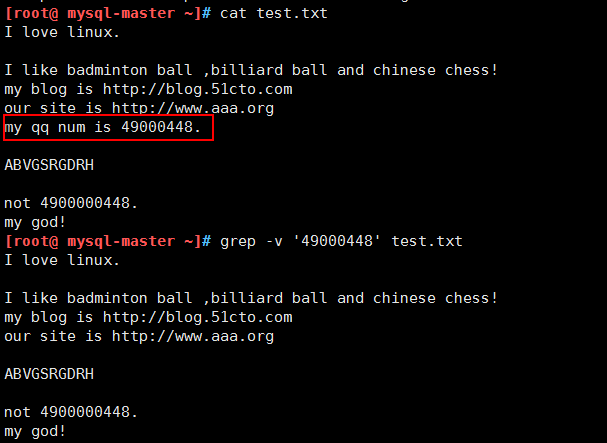 [root@ mysql-master ~]# cat test.txt
I love linux.
I like badminton ball ,billiard ball and chinese chess!
my blog is http://blog.51cto.com
our site is http://www.aaa.org
my qq num is 49000448.
ABVGSRGDRH
not 4900000448.
my god!
[root@ mysql-master ~]# grep -v '49000448' test.txt
I love linux.
I like badminton ball ,billiard ball and chinese chess!
my blog is http://blog.51cto.com
our site is http://www.aaa.org
ABVGSRGDRH
not 4900000448.
my god!